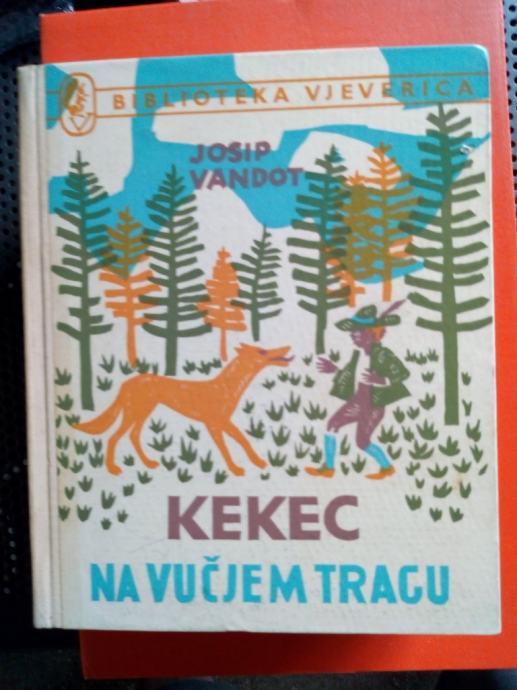 BIBLIOTEKA VJEVERICA
JOSIP
VANDOT
KEKEC
NA VUČJEM TRAGU